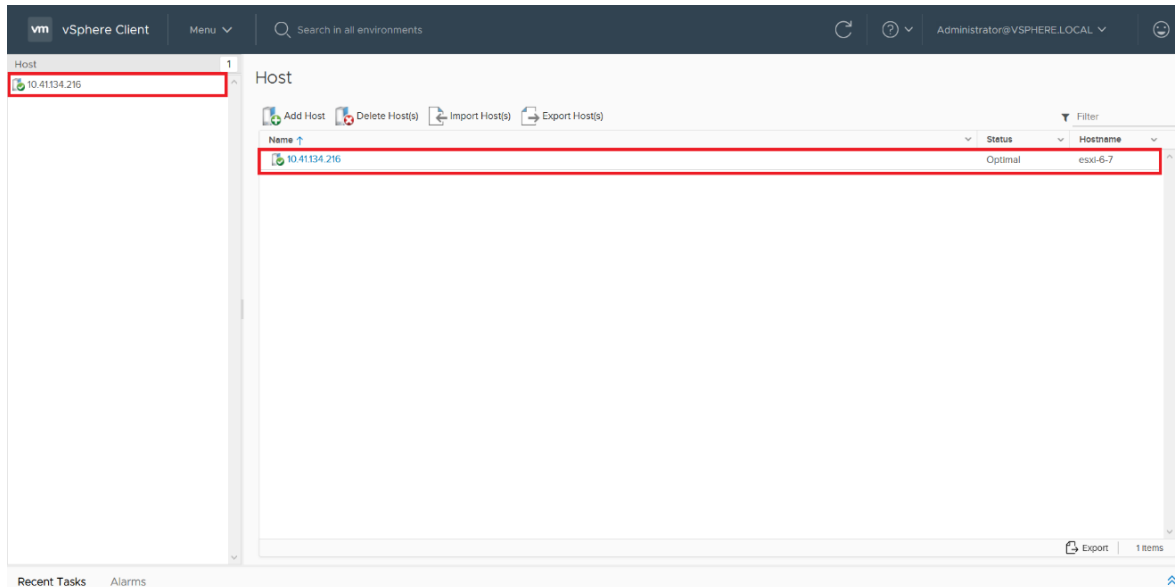 vm vSphere Client Menu Search in all environments Administrator@VSPHERE.LOCAL
Host 1
10.41.134.216
Host
Add Host Delete Host(s) Import Host(s) Export Host(s) Filter
Name Status Hostname
10.41.134.216 Optimal esxi-6-7
Export 1 Items
Recent Tasks Alarms